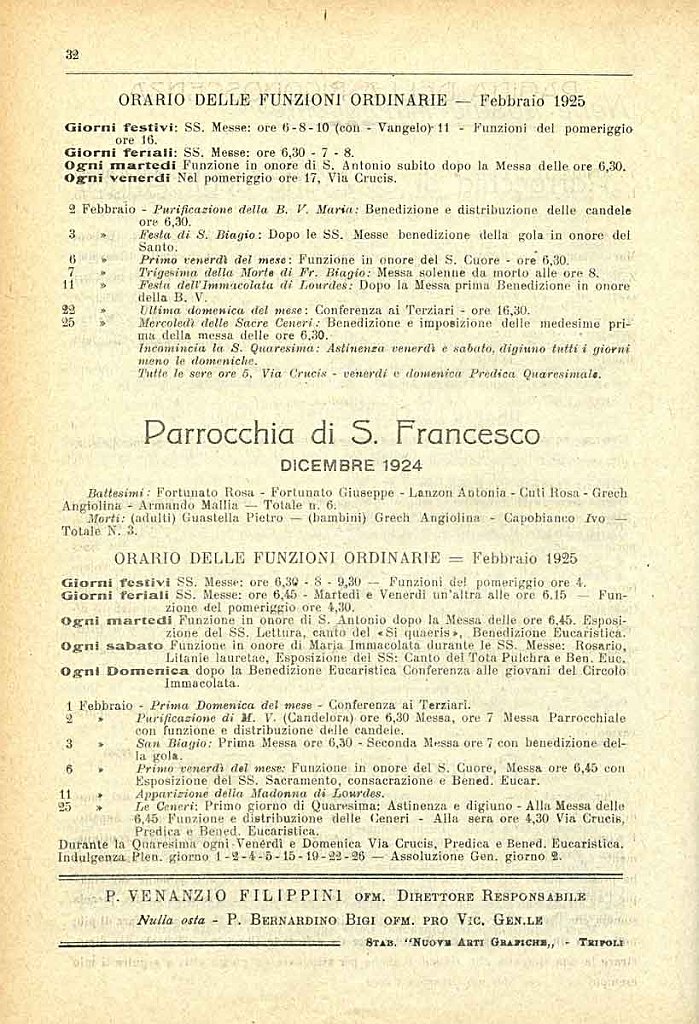 32
ORARIO DELLE FUNZIONI ORDINARIE — Febbraio 1925
Giorni festivi: SS. Messe: ore 6-8-10 (con - Vangelo) 11 - Funzioni del pomeriggio
ore 16.
Giorni feriali: SS. Messe: ore 6,30 - 7 - 8.
Ogni martedi Funzione in onore di S. Antonio subito dopo la Messa delle ore 6,30.
Ogni venerdi Nel pomeriggio ore 17, Via Crucis.
2 Febbraio - Purificazione della B. V. Maria: Benedizione e distribuzione delle candele
ore 6,30.
3 » Festa di S. Biagio: Dopo le SS. Messe benedizione della gola in onore del
Santo.
6 » Primo venerdì del mese: Funzione in onore del S. Cuore - ore 6,30.
7 » Trigesima della Morte di Fr. Biagio: Messa solenne da morto alle ore 8.
11 » Festa dell'Immacolata di Lourdes: Dopo la Messa prima Benedizione in onore
della B. V.
22 » Ultima domenica del mese: Conferenza ai Terziari - ore 16,30.
25 » Mercoledì delle Sacre Ceneri: Benedizione e imposizione delle medesime pri-
ma della messa delle ore 6,30.
Incomincia la S. Quaresima: Astinenza venerdì e sabato, digiuno tutti i giorni
meno le domeniche.
Tutte le sere ore 5, Via Crucis - venerdì e domenica Predica Quaresimale.
Parrocchia di S. Francesco
DICEMBRE 1924
Battesimi: Fortunato Rosa - Fortunato Giuseppe - Lanzon Antonia - Cuti Rosa - Grech
Angiolina - Armando Mallia — Totale n. 6.
Morti: (adulti) Guastella Pietro — (bambini) Grech Angiolina - Capobianco Ivo —
Totale N. 3.
ORARIO DELLE FUNZIONI ORDINARIE = Febbraio 1925
Giorni festivi SS. Messe: ore 6,30 - 8 - 9,30 — Funzioni del pomeriggio ore 4.
Giorni feriali SS. Messe: ore 6,45 - Martedì e Venerdì un'altra alle ore 6.15 — Fun-
zione del pomeriggio ore 4,30.
Ogni martedi Funzione in onore di S. Antonio dopo la Messa delle ore 6,45. Esposi-
zione del SS. Lettura, canto del «Si quaeris», Benedizione Eucaristica.
Ogni sabato Funzione in onore di Maria Immacolata durante le SS. Messe: Rosario,
Litanie lauretae, Esposizione del SS: Canto del Tota Pulchra e Ben. Euc.
Ogni Domenica dopo la Benedizione Eucaristica Conferenza alle giovani del Circolo
Immacolata.
1 Febbraio - Prima Domenica del mese - Conferenza ai Terziari.
2 » Purificazione di M. V. (Candelora) ore 6,30 Messa, ore 7 Messa Parrocchiale
con funzione e distribuzione delle candele.
3 » San Biagio: Prima Messa ore 6,30 - Seconda Messa ore 7 con benedizione del-
la gola.
6 » Primo venerdì del mese: Funzione in onore del S. Cuore, Messa ore 6,45 con
Esposizione del SS. Sacramento, consacrazione e Bened. Eucar.
11 » Apparizione della Madonna di Lourdes.
25 » Le Ceneri: Primo giorno di Quaresima: Astinenza e digiuno - Alla Messa delle
6,45 Funzione e distribuzione delle Ceneri - Alla sera ore 4,30 Via Crucis,
Predica e Bened. Eucaristica.
Durante la Quaresima ogni Venerdì e Domenica Via Crucis, Predica e Bened. Eucaristica.
Indulgenza Plen. giorno 1-2-4-5-15-19-22-26 — Assoluzione Gen. giorno 2.
P. VENANZIO FILIPPINI OFM. DIRETTORE RESPONSABILE
Nulla osta - P. BERNARDINO BIGI OFM. PRO VIC. GEN.LE
STAB. "NUOVE ARTI GRAFICHE,, - TRIPOLI